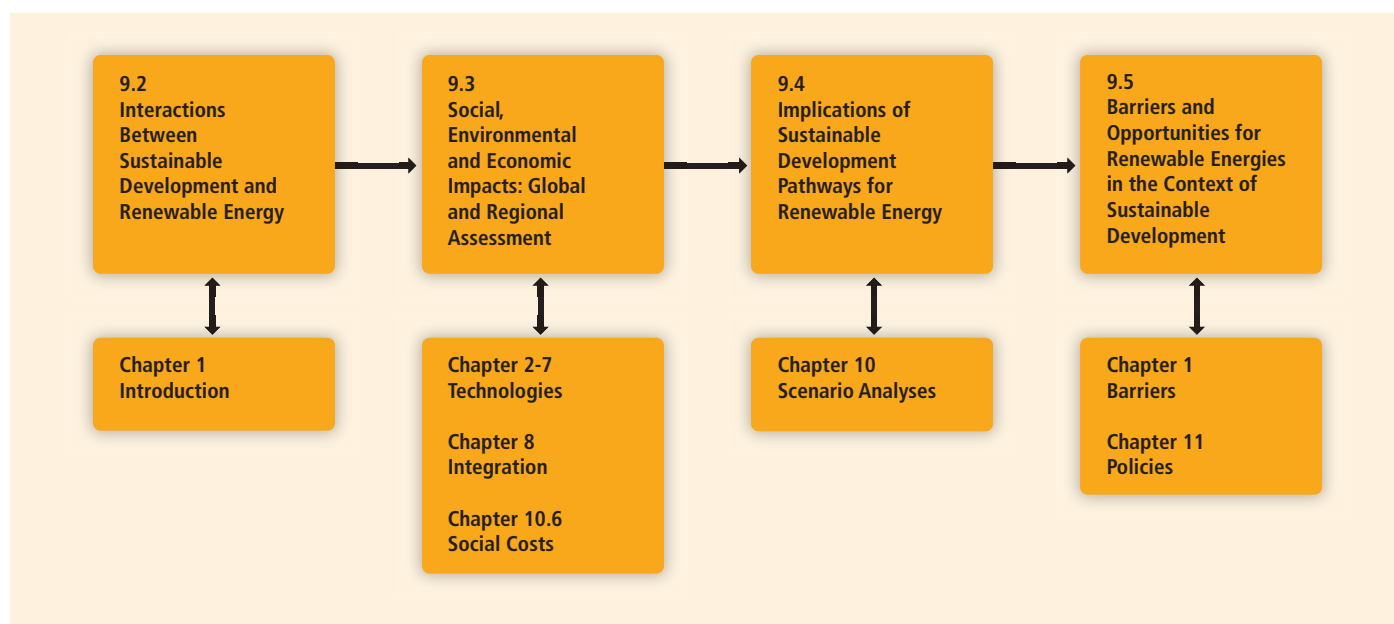 9.2
Interactions
Between
Sustainable
Development and
Renewable Energy
9.3
Social,
Environmental
and Economic
Impacts: Global
and Regional
Assessment
9.4
Implications of
Sustainable
Development
Pathways for
Renewable Energy
9.5
Barriers and
Opportunities for
Renewable Energies
in the Context of
Sustainable
Development
Chapter 1
Introduction
Chapter 2-7
Technologies
Chapter 8
Integration
Chapter 10.6
Social Costs
Chapter 10
Scenario Analyses
Chapter 1
Barriers
Chapter 11
Policies